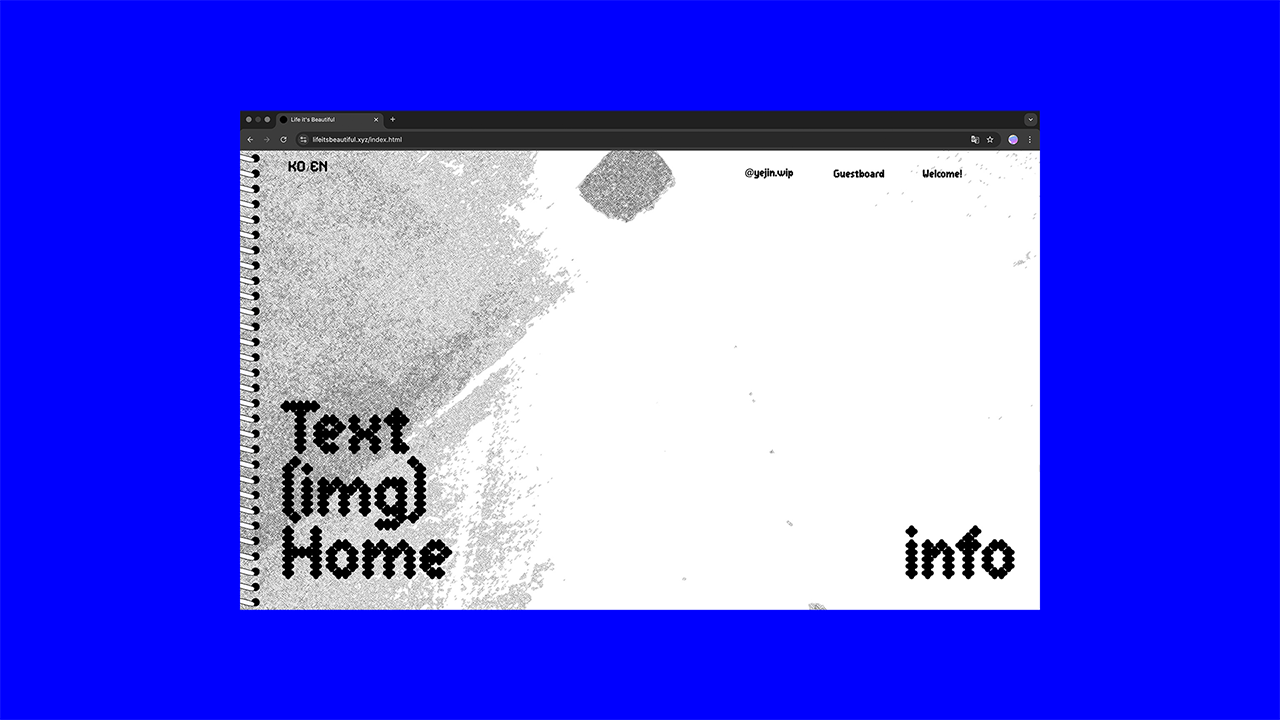 Life it's Beautiful
lifeitsbeautiful.xyz/index.html
KO/EN
@yejin.wip
Guestboard
Welcome!
Text
(img)
Home
info